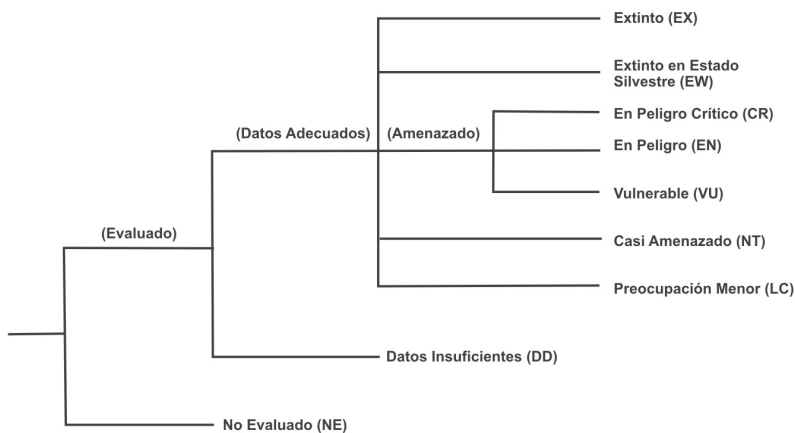 Extinto (EX)
Extinto en Estado
Silvestre (EW)
En Peligro Crítico (CR)
(Datos Adecuados)
(Amenazado)
En Peligro (EN)
Vulnerable (VU)
(Evaluado)
Casi Amenazado (NT)
Preocupación Menor (LC)
Datos Insuficientes (DD)
No Evaluado (NE)